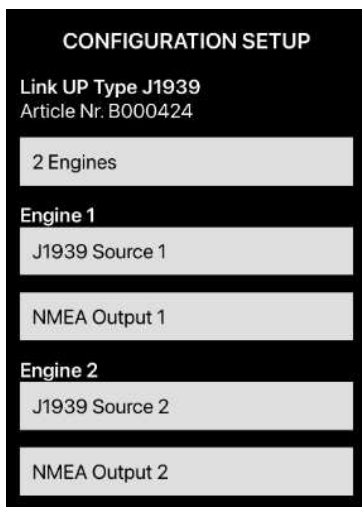 CONFIGURATION SETUP
Link UP Type J1939
Article Nr. B000424
2 Engines
Engine 1
J1939 Source 1
NMEA Output 1
Engine 2
J1939 Source 2
NMEA Output 2